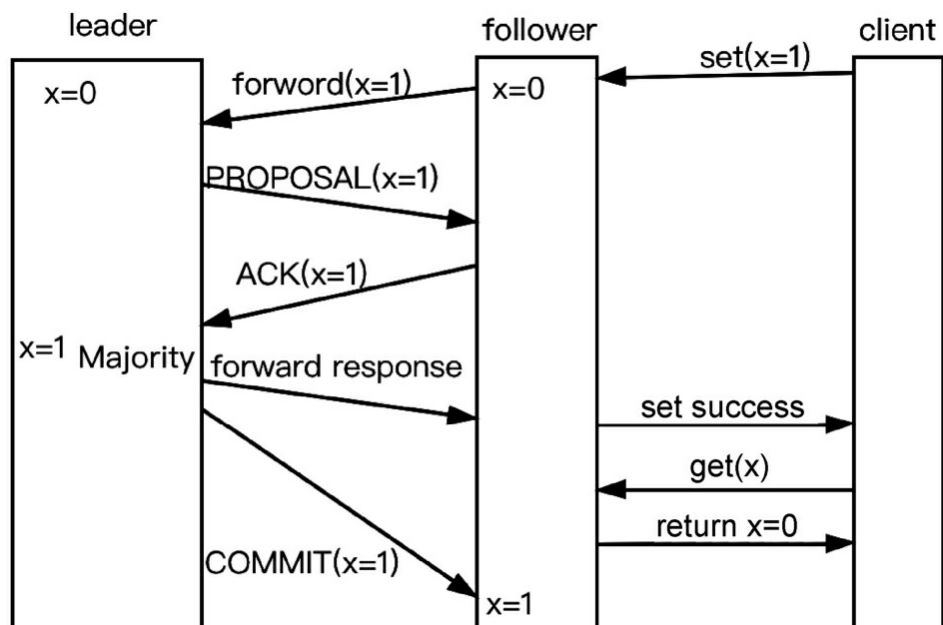 leader
follower
client
set(x=1)
forword(x=1)
x=0
x=0
PROPOSAL(x=1)
ACK(x=1)
x=1 Majority
forward response
set success
get(x)
return x=0
COMMIT(x=1)
x=1